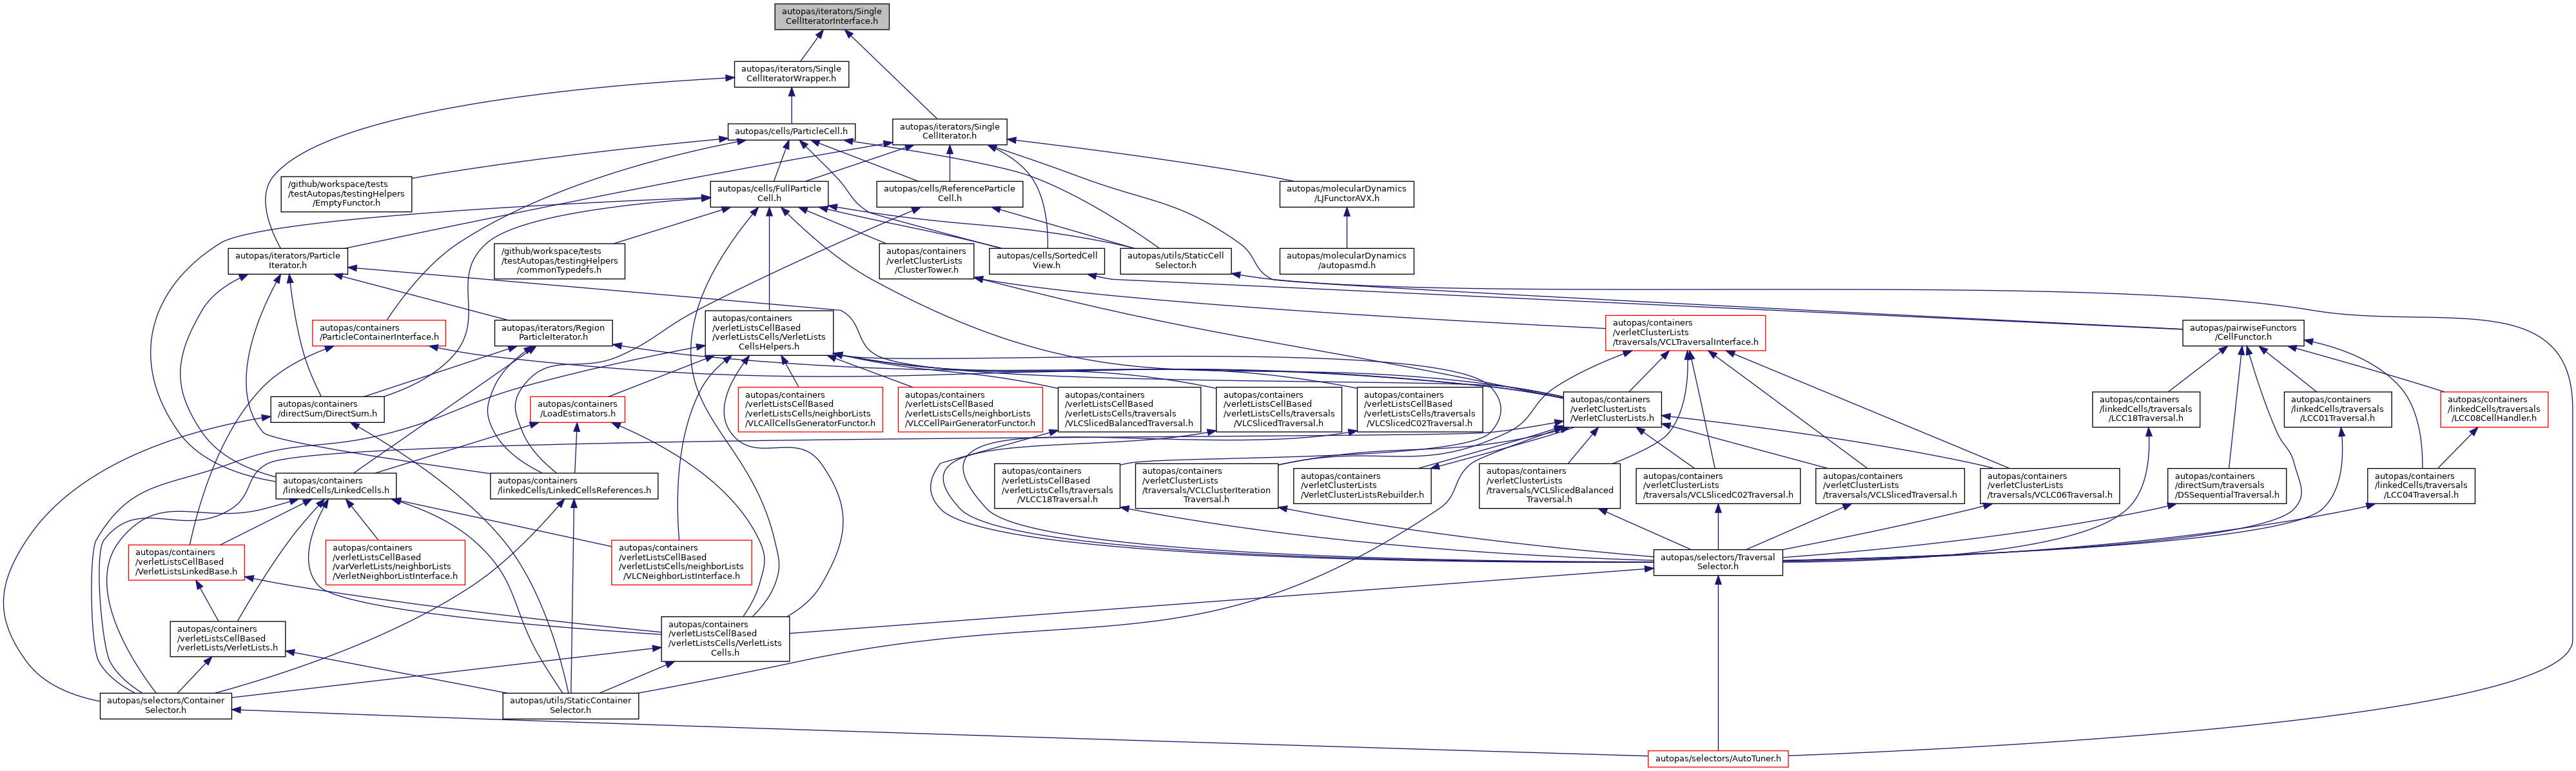 autopas/iterators/Single
CellIteratorInterface.h
autopas/iterators/Single
CellIteratorWrapper.h
autopas/cells/ParticleCell.h
autopas/iterators/Single
CellIterator.h
/github/workspace/tests
/testAutopas/testingHelpers
/EmptyFunctor.h
autopas/cells/FullParticle
Cell.h
autopas/cells/ReferenceParticle
Cell.h
autopas/molecularDynamics
/LJFunctorAVX.h
autopas/iterators/Particle
Iterator.h
/github/workspace/tests
/testAutopas/testingHelpers
/commonTypedefs.h
autopas/containers
/verletClusterLists
/ClusterTower.h
autopas/cells/SortedCell
View.h
autopas/utils/StaticCell
Selector.h
autopas/molecularDynamics
/autopasmd.h
autopas/containers
/ParticleContainerInterface.h
autopas/iterators/Region
ParticleIterator.h
autopas/containers
/verletListsCellBased
/verletListsCells/VerletLists
CellsHelpers.h
autopas/containers
/verletClusterLists
/traversals/VCLTraversalInterface.h
autopas/pairwiseFunctors
/CellFunctor.h
autopas/containers
/directSum/DirectSum.h
autopas/containers
/LoadEstimators.h
autopas/containers
/verletListsCellBased
/verletListsCells/neighborLists
/VLCAllCellsGeneratorFunctor.h
autopas/containers
/verletListsCellBased
/verletListsCells/neighborLists
/VLCCellPairGeneratorFunctor.h
autopas/containers
/verletListsCellBased
/verletListsCells/traversals
/VLCSlicedBalancedTraversal.h
autopas/containers
/verletListsCellBased
/verletListsCells/traversals
/VLCSlicedTraversal.h
autopas/containers
/verletListsCellBased
/verletListsCells/traversals
/VLCSlicedC02Traversal.h
autopas/containers
/verletClusterLists
/VerletClusterLists.h
autopas/containers
/linkedCells/traversals
/LCC18Traversal.h
autopas/containers
/linkedCells/traversals
/LCC01Traversal.h
autopas/containers
/linkedCells/traversals
/LCC08CellHandler.h
autopas/containers
/linkedCells/LinkedCells.h
autopas/containers
/linkedCells/LinkedCellsReferences.h
autopas/containers
/verletListsCellBased
/verletListsCells/traversals
/VLCC18Traversal.h
autopas/containers
/verletClusterLists
/traversals/VCLClusterIteration
Traversal.h
autopas/containers
/verletClusterLists
/VerletClusterListsRebuilder.h
autopas/containers
/verletClusterLists
/traversals/VCLSlicedBalanced
Traversal.h
autopas/containers
/verletClusterLists
/traversals/VCLSlicedC02Traversal.h
autopas/containers
/verletClusterLists
/traversals/VCLSlicedTraversal.h
autopas/containers
/verletClusterLists
/traversals/VCLC06Traversal.h
autopas/containers
/directSum/traversals
/DSSequentialTraversal.h
autopas/containers
/linkedCells/traversals
/LCC04Traversal.h
autopas/containers
/verletListsCellBased
/VerletListsLinkedBase.h
autopas/containers
/verletListsCellBased
/varVerletLists/neighborLists
/VerletNeighborListInterface.h
autopas/containers
/verletListsCellBased
/verletListsCells/neighborLists
/VLCNeighborListInterface.h
autopas/selectors/Traversal
Selector.h
autopas/containers
/verletListsCellBased
/verletLists/VerletLists.h
autopas/containers
/verletListsCellBased
/verletListsCells/VerletLists
Cells.h
autopas/selectors/Container
Selector.h
autopas/utils/StaticContainer
Selector.h
autopas/selectors/AutoTuner.h